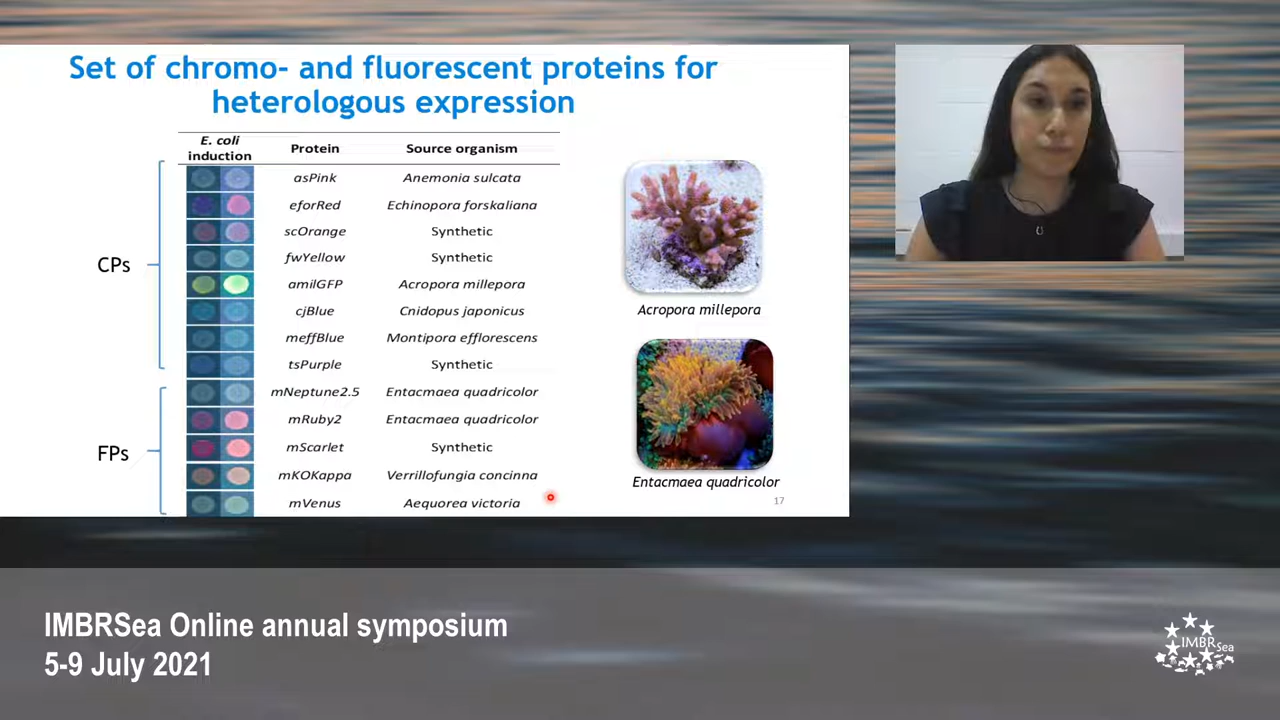 Set of chromo- and fluorescent proteins for
heterologous expression
E. coli
induction
Protein
Source organism
asPink
Anemonia sulcata
eforRed
Echinopora forskaliana
scOrange
Synthetic
fwYellow
Synthetic
CPs
amilGFP
Acropora millepora
cjBlue
Cnidopus japonicus
meffBlue
Montipora efflorescens
tsPurple
Synthetic
mNeptune2.5
Entacmaea quadricolor
mRuby2
Entacmaea quadricolor
FPs
mScarlet
Synthetic
mKOKappa
Verrillofungia concinna
mVenus
Aequorea victoria
Acropora millepora
Entacmaea quadricolor
17
IMBRSea Online annual symposium
5-9 July 2021
IMBRSea